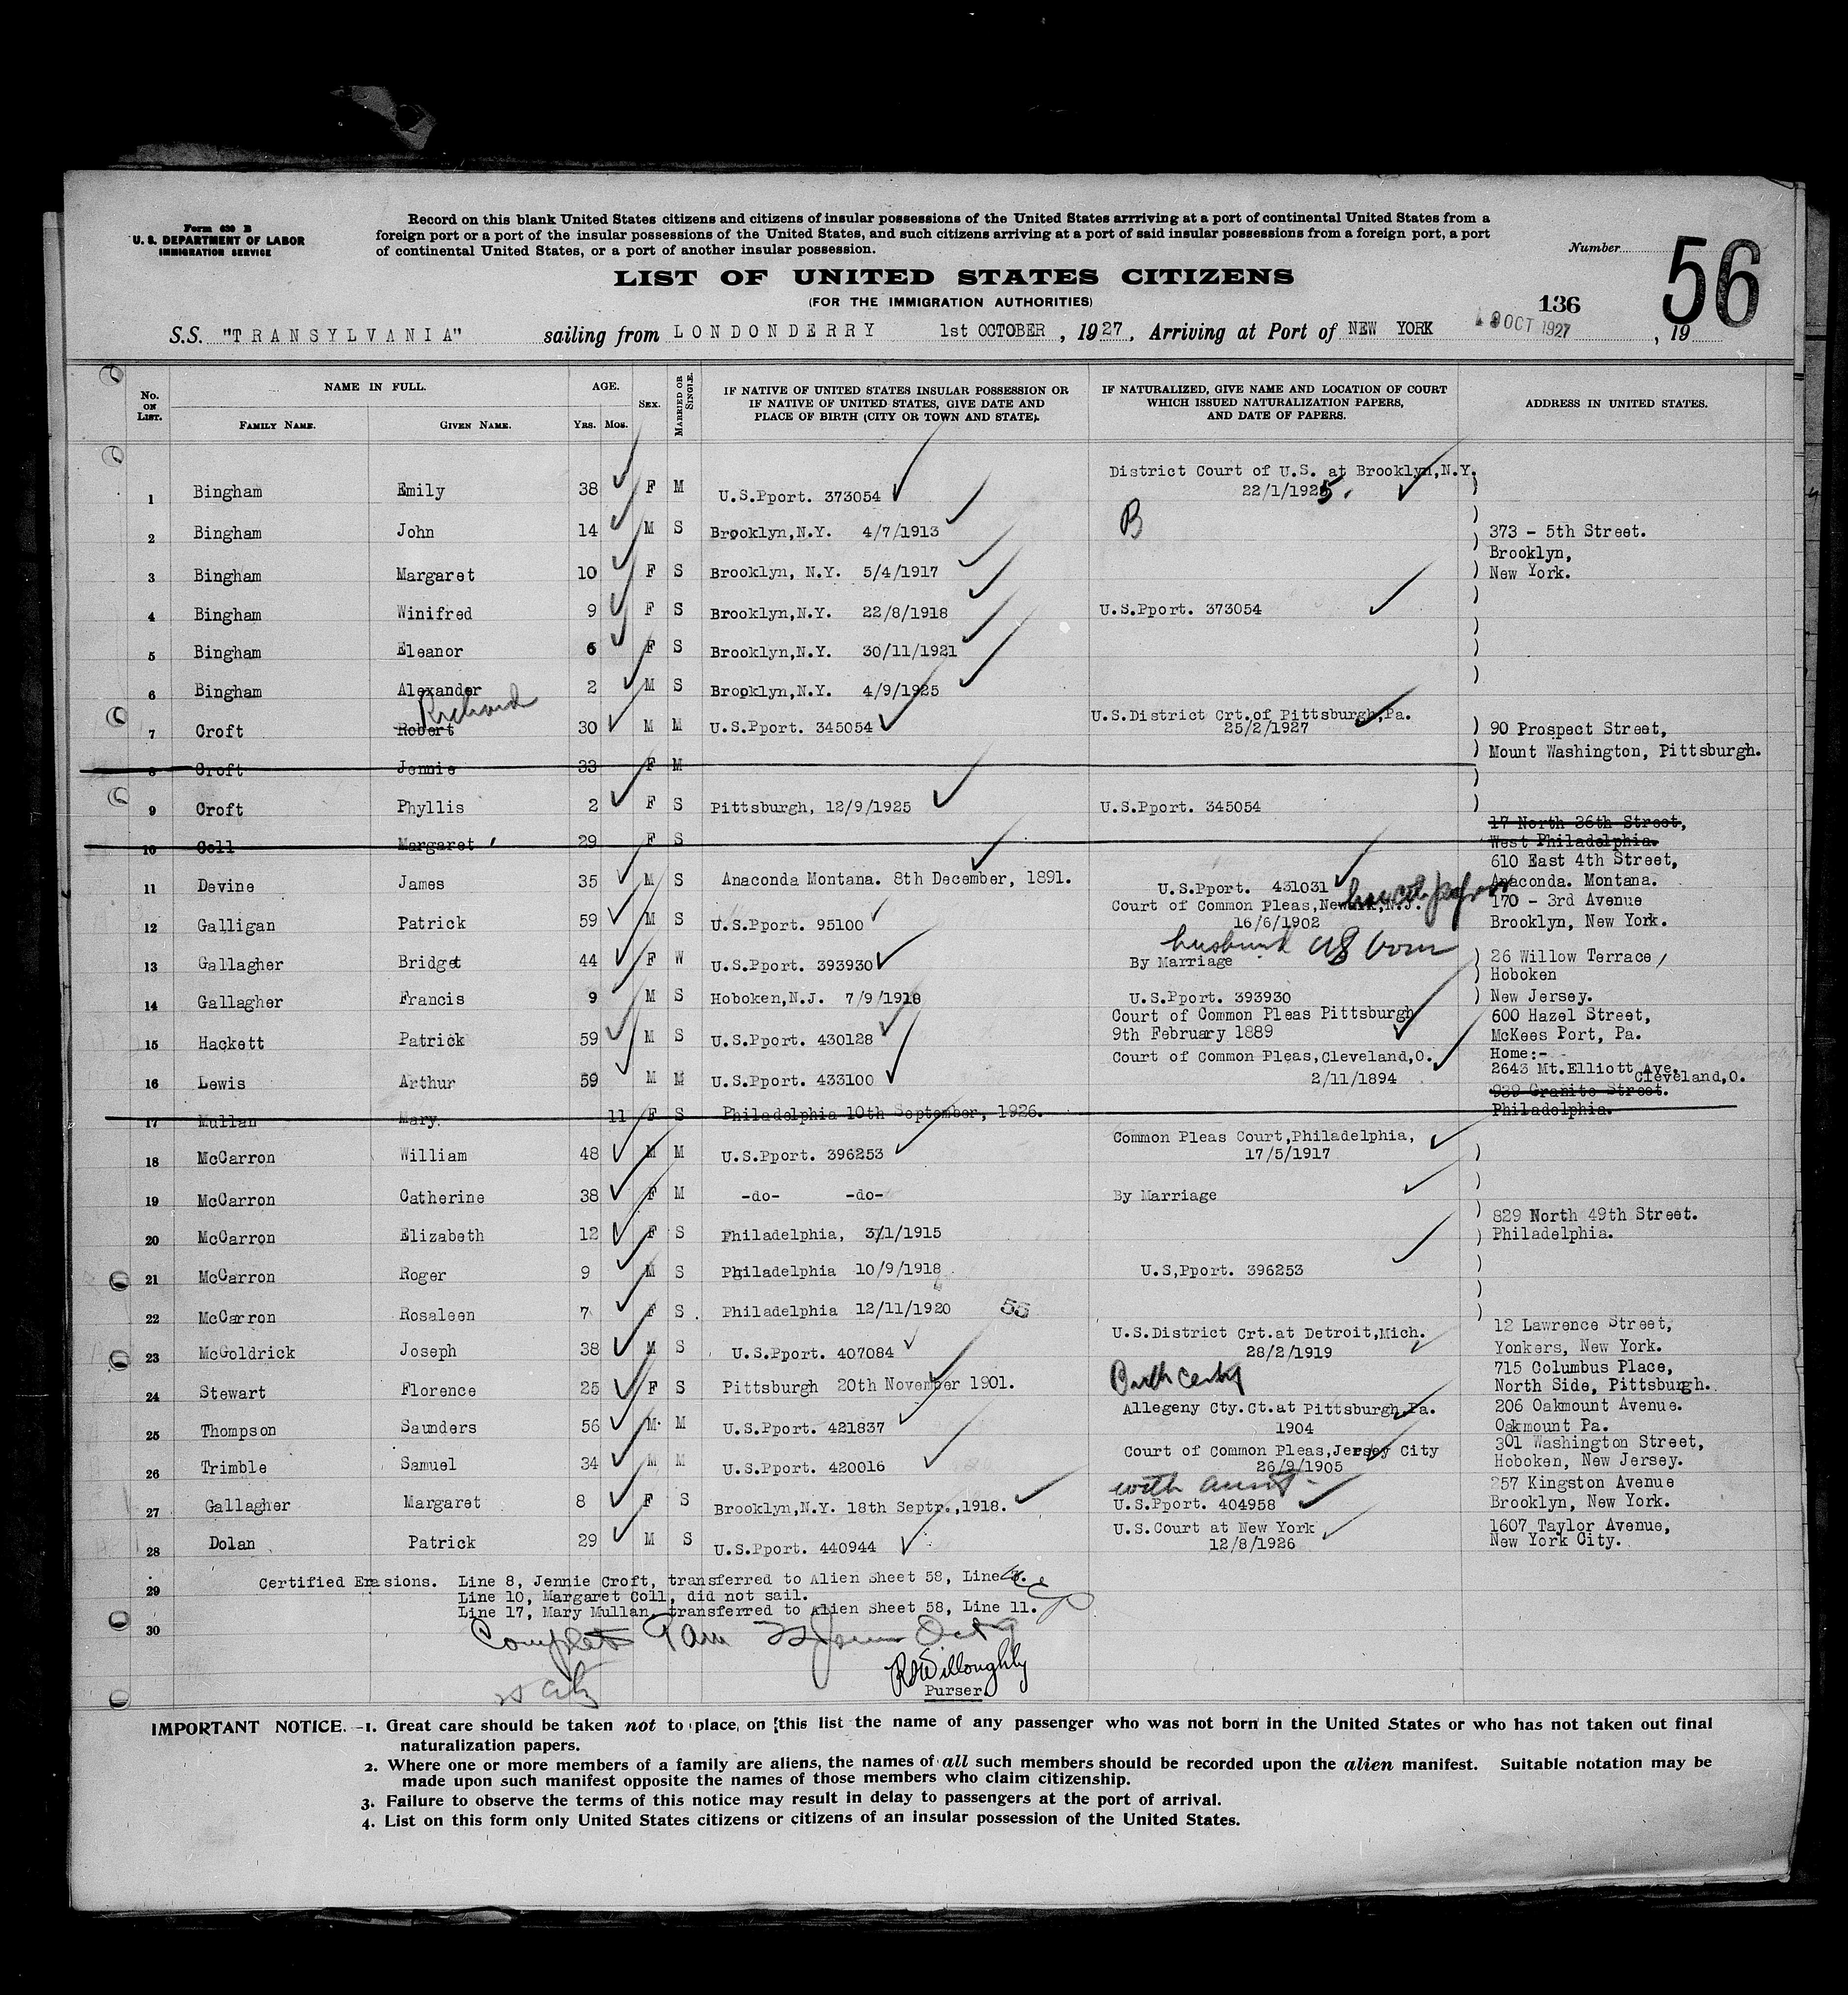 Form 630 B
U. S. DEPARTMENT OF LABOR
IMMIGRATION SERVICE
Record on this blank United States citizens and citizens of insular possessions of the United States arrriving at a port of continental United States from a
foreign port or a port of the insular possessions of the United States, and such citizens arriving at a port of said insular possessions from a foreign port, a port
of continental United States, or a port of another insular possession.
Number 56
LIST OF UNITED STATES CITIZENS
(FOR THE IMMIGRATION AUTHORITIES)
136
S.S. "TRANSYLVANIA" sailing from LONDONDERRY 1st OCTOBER, 1927, Arriving at Port of NEW YORK OCT 1927, 19
No. ON LIST. NAME IN FULL. AGE. SEX. MARRIED OR SINGLE. IF NATIVE OF UNITED STATES INSULAR POSSESSION OR IF NATIVE OF UNITED STATES, GIVE DATE AND PLACE OF BIRTH (CITY OR TOWN AND STATE). IF NATURALIZED, GIVE NAME AND LOCATION OF COURT WHICH ISSUED NATURALIZATION PAPERS, AND DATE OF PAPERS. ADDRESS IN UNITED STATES.
FAMILY NAME. GIVEN NAME. YRS. MOS.
District Court of U.S. at Brooklyn,N.Y.
1 Bingham Emily 38 F M U.S.Pport. 373054 22/1/1925.
2 Bingham John 14 M S Brooklyn,N.Y. 4/7/1913 B 373 - 5th Street.
Brooklyn,
3 Bingham Margaret 10 F S Brooklyn, N.Y. 5/4/1917 New York.
4 Bingham Winifred 9 F S Brooklyn,N.Y. 22/8/1918 U.S.Pport. 373054
5 Bingham Eleanor 6 F S Brooklyn,N.Y. 30/11/1921
6 Bingham Alexander 2 M S Brooklyn,N.Y. 4/9/1925
Richard
U.S.District Crt.of Pittsburgh,Pa.
7 Croft Robert 30 M M U.S.Pport. 345054 25/2/1927 90 Prospect Street,
Mount Washington, Pittsburgh.
8 Croft Jennie 33 F M
9 Croft Phyllis 2 F S Pittsburgh, 12/9/1925 U.S.Pport. 345054
17 North 36th Street,
10 Coll Margaret 29 F S West Philadelphia.
610 East 4th Street,
11 Devine James 35 M S Anaconda Montana. 8th December, 1891. U.S.Pport. 431031 Anaconda. Montana.
Court of Common Pleas,Newark,N.J. 170 - 3rd Avenue
12 Galligan Patrick 59 M S U.S.Pport. 95100 16/6/1902 Brooklyn, New York.
husband US born
13 Gallagher Bridget 44 F W U.S.Pport. 393930 By Marriage 26 Willow Terrace
Hoboken
14 Gallagher Francis 9 M S Hoboken,N.J. 7/9/1918 U.S.Pport. 393930 New Jersey.
Court of Common Pleas Pittsburgh 600 Hazel Street,
15 Hackett Patrick 59 M S U.S.Pport. 430128 9th February 1889 McKees Port, Pa.
Court of Common Pleas,Cleveland,O. Home:-
2643 Mt.Elliott Ave.
16 Lewis Arthur 59 M M U.S.Pport. 433100 2/11/1894 Cleveland,O.
939 Granite Street.
17 Mullan Mary. 11 F S Philadelphia 10th September, 1926. Philadelphia.
Common Pleas Court,Philadelphia,
18 McCarron William 48 M M U.S.Pport. 396253 17/5/1917
19 McCarron Catherine 38 F M -do- -do- By Marriage
829 North 49th Street.
20 McCarron Elizabeth 12 F S Philadelphia, 3/1/1915 Philadelphia.
21 McCarron Roger 9 M S Philadelphia 10/9/1918 U.S,Pport. 396253
22 McCarron Rosaleen 7 F S Philadelphia 12/11/1920 55
U.S.District Crt.at Detroit,Mich. 12 Lawrence Street,
23 McGoldrick Joseph 38 M S U.S.Pport. 407084 28/2/1919 Yonkers, New York.
715 Columbus Place,
24 Stewart Florence 25 F S Pittsburgh 20th November 1901. North Side, Pittsburgh.
Allegeny Cty.Ct.at Pittsburgh,Pa. 206 Oakmount Avenue.
25 Thompson Saunders 56 M M U.S.Pport. 421837 1904 Oakmount Pa.
Court of Common Pleas,Jersey City 301 Washington Street,
26 Trimble Samuel 34 M M U.S.Pport. 420016 26/9/1905 Hoboken, New Jersey.
with aunt 257 Kingston Avenue
27 Gallagher Margaret 8 F S Brooklyn,N.Y. 18th Septr.,1918. U.S.Pport. 404958 Brooklyn, New York.
U.S.Court at New York 1607 Taylor Avenue,
28 Dolan Patrick 29 M S U.S.Pport. 440944 12/8/1926 New York City.
29 Certified Erasions. Line 8, Jennie Croft, transferred to Alien Sheet 58, Line
Line 10, Margaret Coll, did not sail.
Line 17, Mary Mullan, transferred to Alien Sheet 58, Line 11.
30
Complete 9am Oct 9
Willoughby
Purser.
IMPORTANT NOTICE.—1. Great care should be taken not to place on this list the name of any passenger who was not born in the United States or who has not taken out final
naturalization papers.
2. Where one or more members of a family are aliens, the names of all such members should be recorded upon the alien manifest. Suitable notation may be
made upon such manifest opposite the names of those members who claim citizenship.
3. Failure to observe the terms of this notice may result in delay to passengers at the port of arrival.
4. List on this form only United States citizens or citizens of an insular possession of the United States.